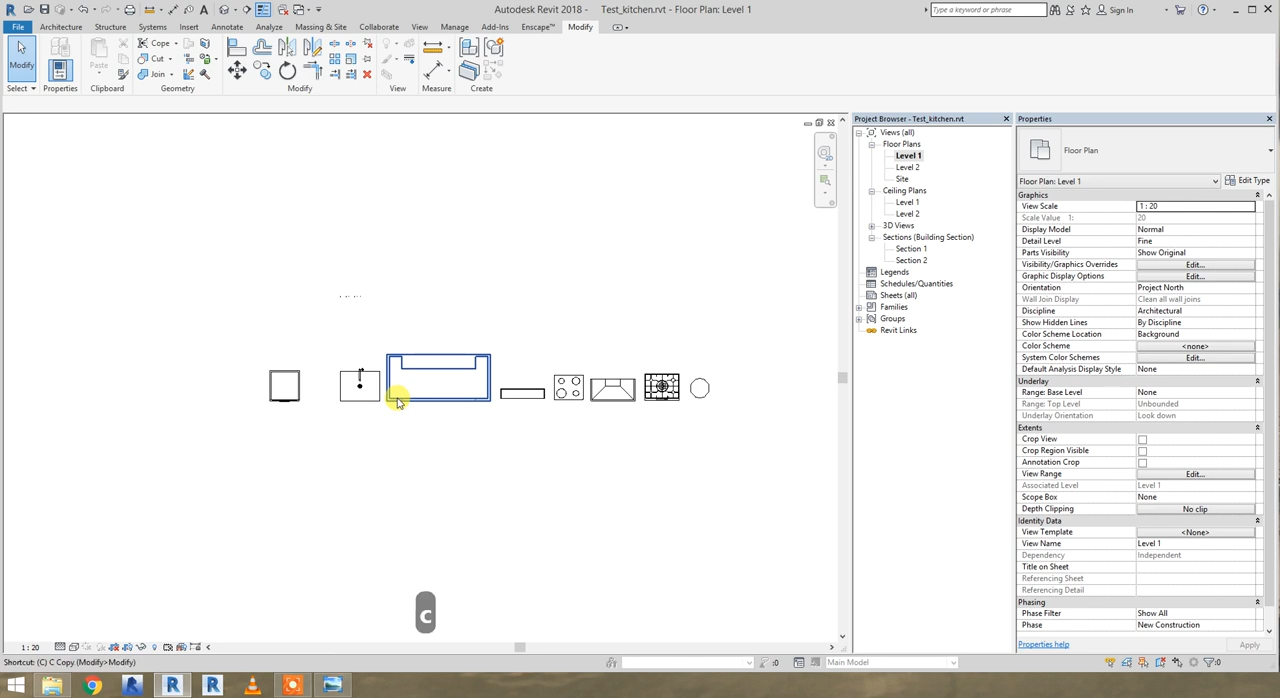 Autodesk Revit 2018 - Test_kitchen.rvt - Floor Plan: Level 1
Type a keyword or phrase
Sign In
File Architecture Structure Systems Insert Annotate Analyze Massing & Site Collaborate View Manage Add-Ins Enscape™ Modify
Modify
Paste
Cope
Cut
Join
Select Properties Clipboard Geometry Modify View Measure Create
Project Browser - Test_kitchen.rvt
Views (all)
Floor Plans
Level 1
Level 2
Site
Ceiling Plans
Level 1
Level 2
3D Views
Sections (Building Section)
Section 1
Section 2
Legends
Schedules/Quantities
Sheets (all)
Families
Groups
Revit Links
Properties
Floor Plan
Floor Plan: Level 1
Edit Type
Graphics
View Scale 1 : 20
Scale Value 1: 20
Display Model Normal
Detail Level Fine
Parts Visibility Show Original
Visibility/Graphics Overrides Edit...
Graphic Display Options Edit...
Orientation Project North
Wall Join Display Clean all wall joins
Discipline Architectural
Show Hidden Lines By Discipline
Color Scheme Location Background
Color Scheme <none>
System Color Schemes Edit...
Default Analysis Display Style None
Underlay
Range: Base Level None
Range: Top Level Unbounded
Underlay Orientation Look down
Extents
Crop View
Crop Region Visible
Annotation Crop
View Range Edit...
Associated Level Level 1
Scope Box None
Depth Clipping No clip
Identity Data
View Template <None>
View Name Level 1
Dependency Independent
Title on Sheet
Referencing Sheet
Referencing Detail
Phasing
Phase Filter Show All
Phase New Construction
Properties help
Apply
c
1 : 20
Shortcut: (C) C Copy (Modify>Modify)
:0
Main Model
:0